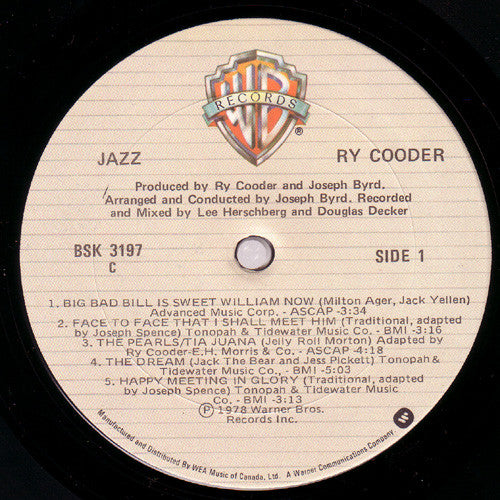 WB
RECORDS
®
JAZZ
RY COODER
Produced by Ry Cooder and Joseph Byrd.
Arranged and Conducted by Joseph Byrd. Recorded
and Mixed by Lee Herschberg and Douglas Decker
BSK 3197
C
SIDE 1
1. BIG BAD BILL IS SWEET WILLIAM NOW (Milton Ager, Jack Yellen)
Advanced Music Corp. - ASCAP -3:34
2. FACE TO FACE THAT I SHALL MEET HIM (Traditional, adapted
by Joseph Spence) Tonopah & Tidewater Music Co. - BMI -3:16
3. THE PEARLS/TIA JUANA (Jelly Roll Morton) Adapted by
Ry Cooder-E.H. Morris & Co. - ASCAP -4:18
4. THE DREAM (Jack The Bear and Jess Pickett) Tonopah &
Tidewater Music Co., - BMI -5:03
5. HAPPY MEETING IN GLORY (Traditional, adapted
by Joseph Spence) Tonopah & Tidewater Music
Co. - BMI -3:13
Ⓟ 1978 Warner Bros.
Records Inc.
Manufactured and Distributed by WEA Music of Canada, Ltd. A Warner Communications Company.